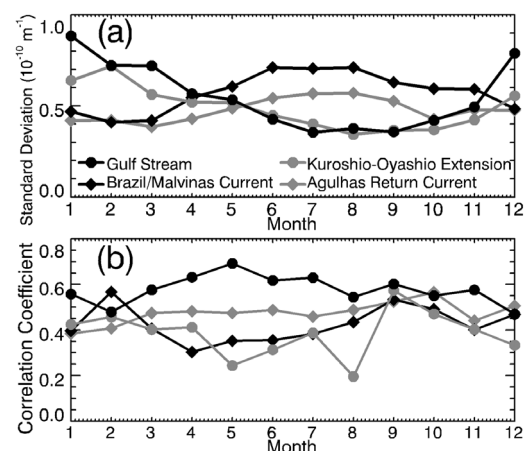 (a)
Standard Deviation (10⁻¹⁰ m⁻¹)
1.0
0.5
0.0
Gulf Stream
Kuroshio-Oyashio Extension
Brazil/Malvinas Current
Agulhas Return Current
1 2 3 4 5 6 7 8 9 10 11 12
Month
(b)
Correlation Coefficient
0.8
0.6
0.4
0.2
0.0
1 2 3 4 5 6 7 8 9 10 11 12
Month